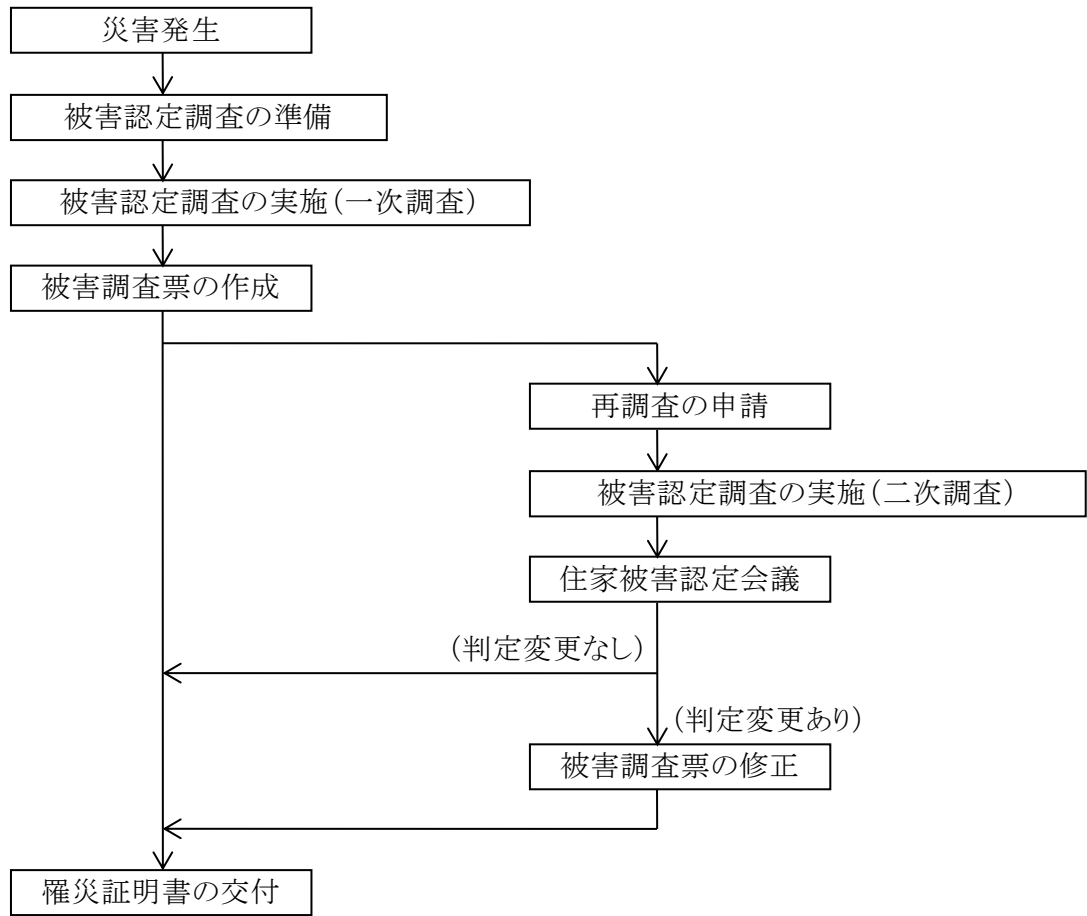 災害発生
被害認定調査の準備
被害認定調査の実施(一次調査)
被害調査票の作成
再調査の申請
被害認定調査の実施(二次調査)
住家被害認定会議
(判定変更なし)
(判定変更あり)
被害調査票の修正
罹災証明書の交付